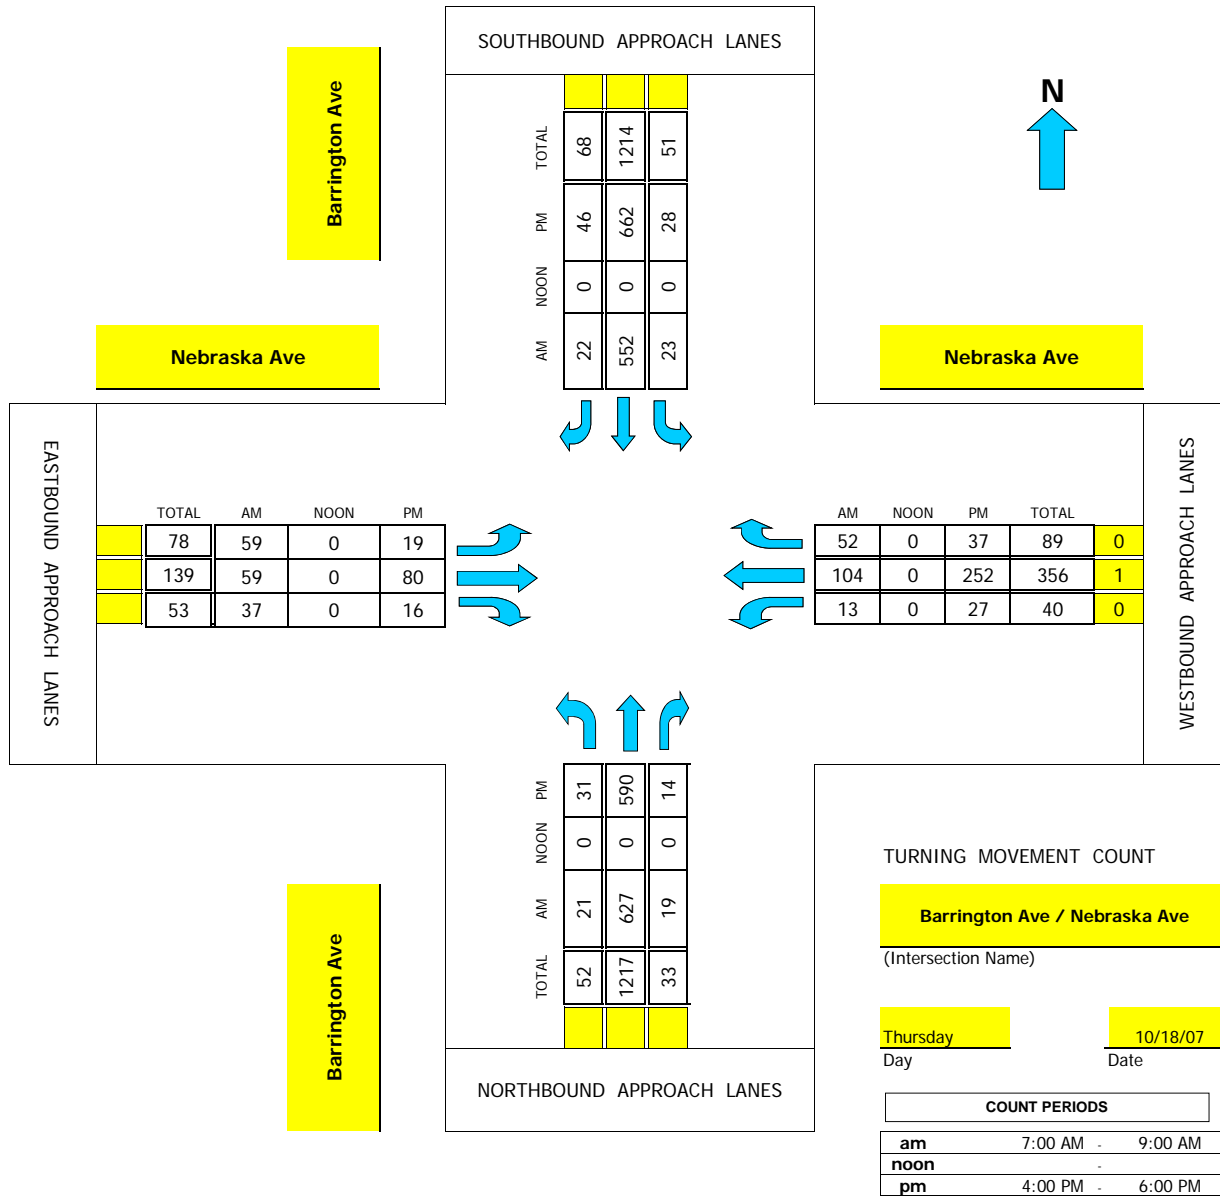 SOUTHBOUND APPROACH LANES
N
Barrington Ave
TOTAL 68 1214 51
PM 46 662 28
NOON 0 0 0
AM 22 552 23
Nebraska Ave
Nebraska Ave
EASTBOUND APPROACH LANES
TOTAL AM NOON PM
78 59 0 19
139 59 0 80
53 37 0 16
AM NOON PM TOTAL
52 0 37 89 0
104 0 252 356 1
13 0 27 40 0
WESTBOUND APPROACH LANES
PM 31 590 14
NOON 0 0 0
AM 21 627 19
TOTAL 52 1217 33
Barrington Ave
NORTHBOUND APPROACH LANES
TURNING MOVEMENT COUNT
Barrington Ave / Nebraska Ave
(Intersection Name)
Thursday 10/18/07
Day Date
COUNT PERIODS
am 7:00 AM - 9:00 AM
noon -
pm 4:00 PM - 6:00 PM